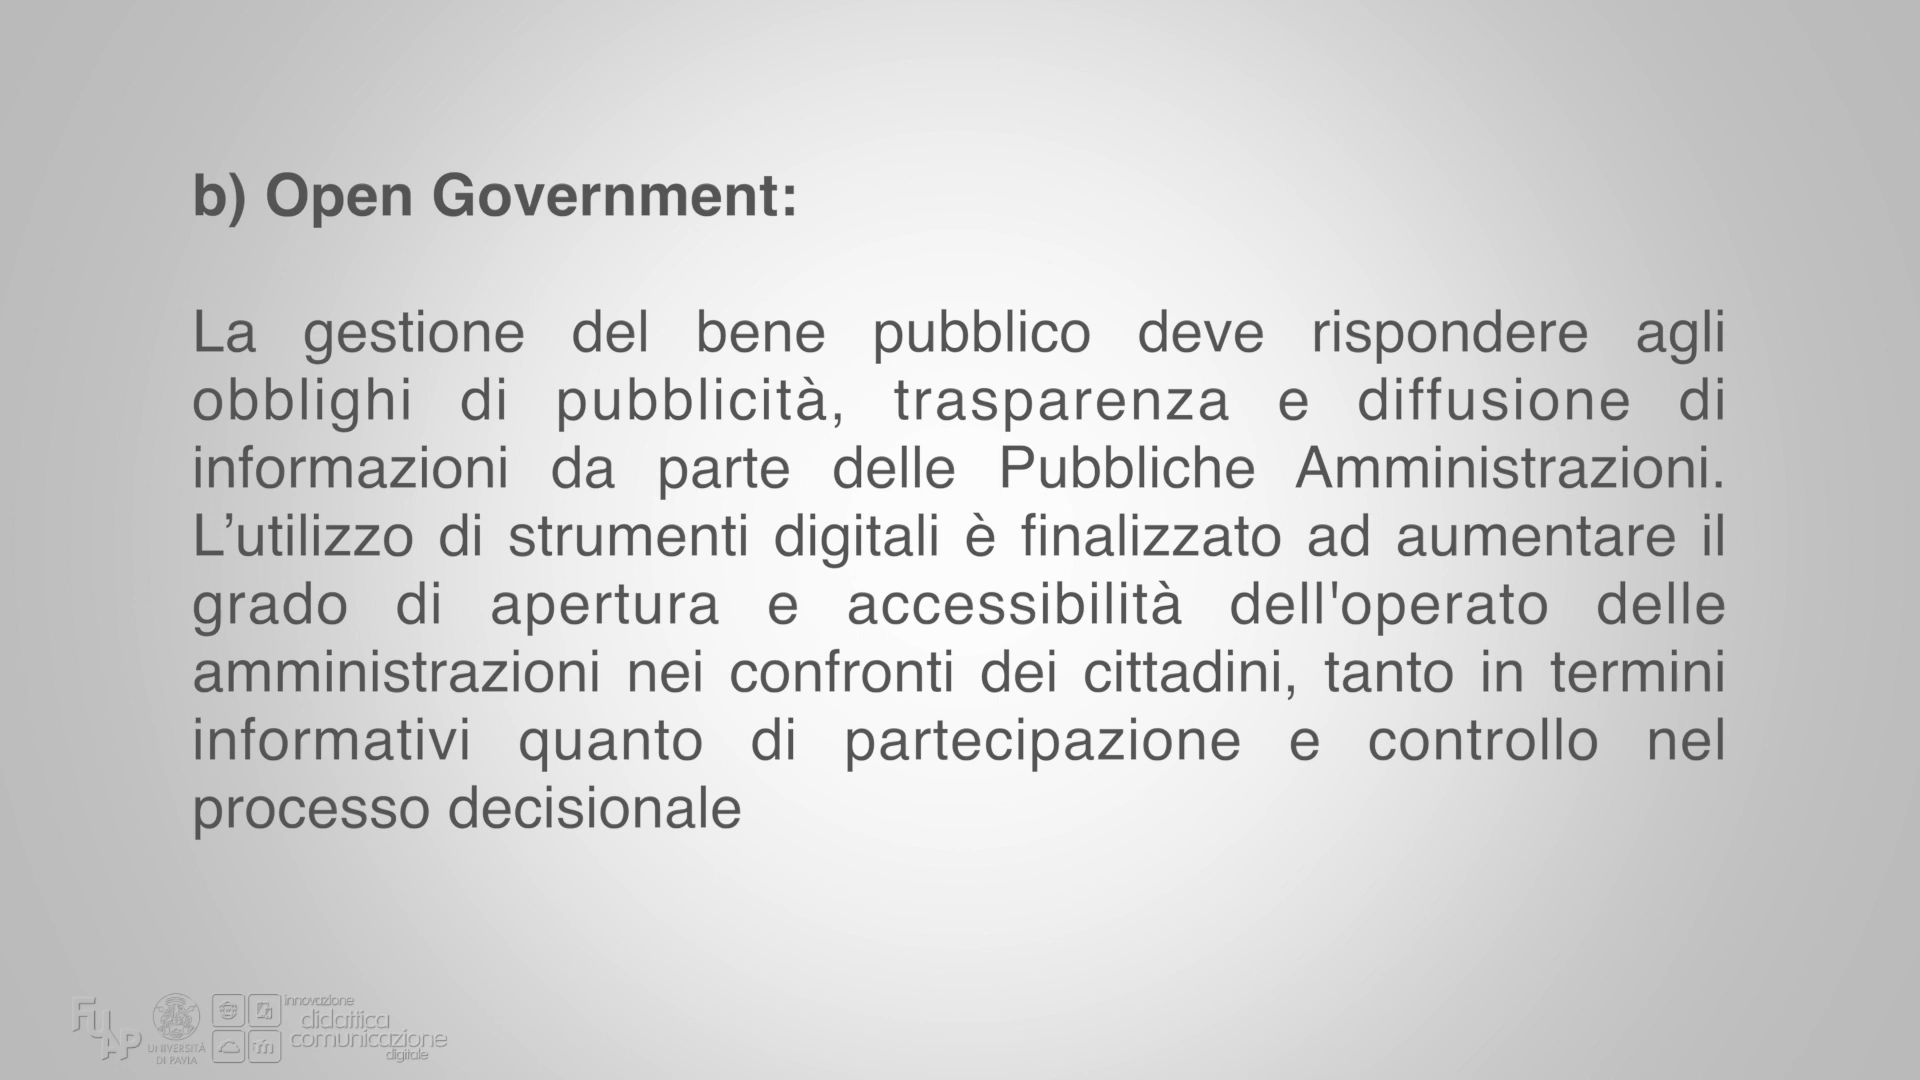 b) Open Government:
La gestione del bene pubblico deve rispondere agli
obblighi di pubblicità, trasparenza e diffusione di
informazioni da parte delle Pubbliche Amministrazioni.
L’utilizzo di strumenti digitali è finalizzato ad aumentare il
grado di apertura e accessibilità dell'operato delle
amministrazioni nei confronti dei cittadini, tanto in termini
informativi quanto di partecipazione e controllo nel
processo decisionale
UNIVERSITÀ
DI PAVIA
innovazione
didattica
comunicazione
digitale